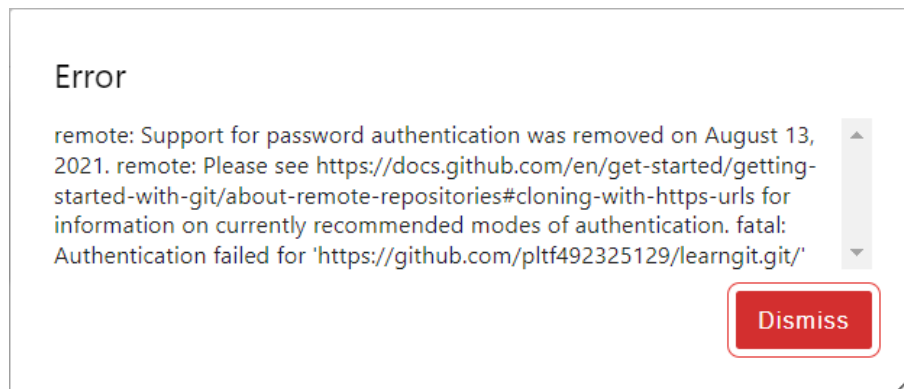 Error
remote: Support for password authentication was removed on August 13,
2021. remote: Please see https://docs.github.com/en/get-started/getting-
started-with-git/about-remote-repositories#cloning-with-https-urls for
information on currently recommended modes of authentication. fatal:
Authentication failed for 'https://github.com/pltf492325129/learngit.git/'
Dismiss